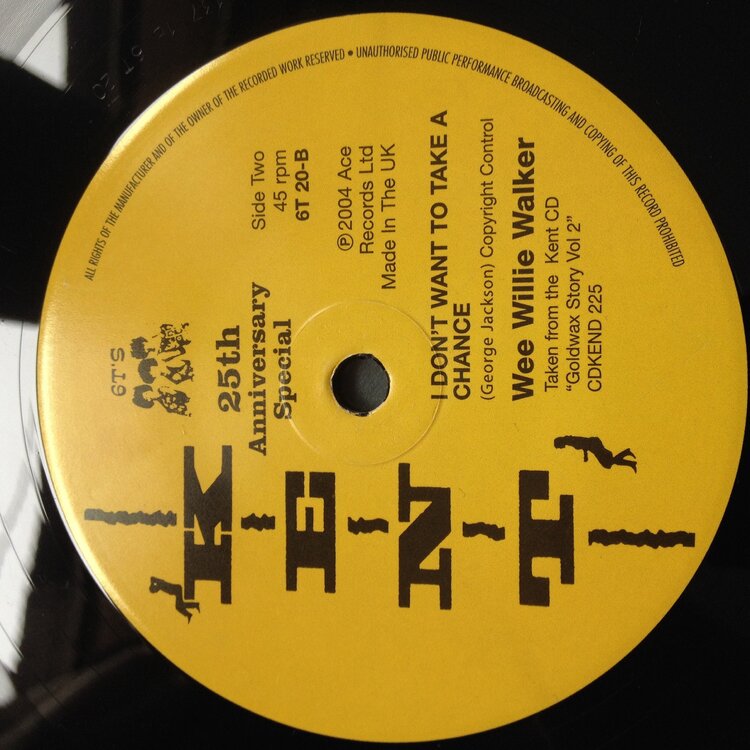 ALL RIGHTS OF THE MANUFACTURER AND OF THE OWNER OF THE RECORDED WORK RESERVED • UNAUTHORISED PUBLIC PERFORMANCE BROADCASTING AND COPYING OF THIS RECORD PROHIBITED
6T'S
25th
Anniversary
Special
KENT
Side Two
45 rpm
6T 20-B
℗2004 Ace
Records Ltd
Made In The UK
I DON'T WANT TO TAKE A
CHANCE
(George Jackson) Copyright Control
Wee Willie Walker
Taken from the Kent CD
“Goldwax Story Vol 2”
CDKEND 225